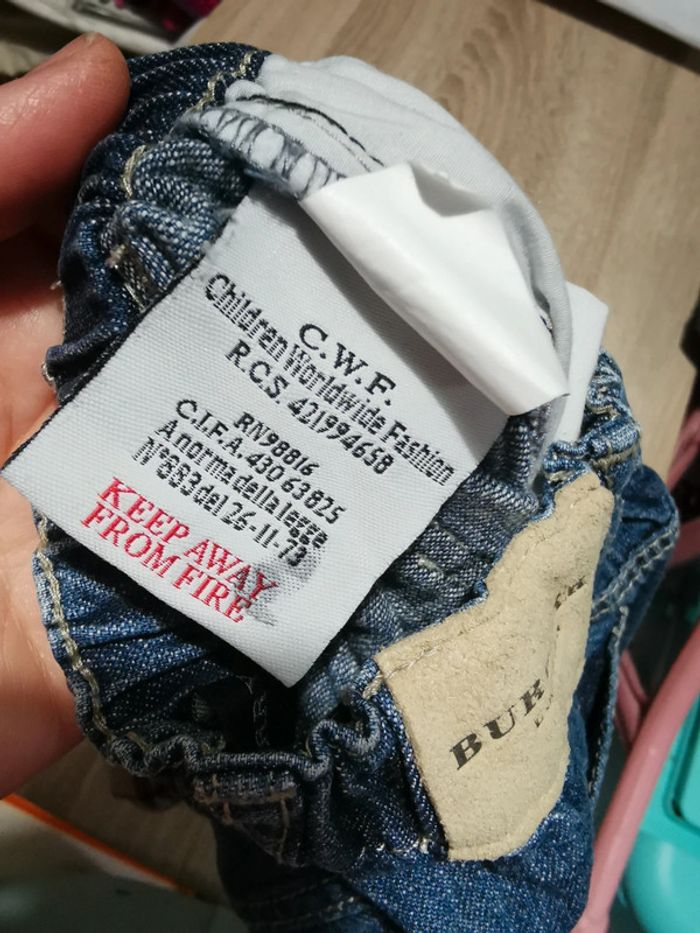 C.W.F.
Children Worldwide Fashion
R.C.S. 421994658
RN98816
C.I.F.A. 430 63825
A norma della legge
N°883 del 26-11-73
KEEP AWAY
FROM FIRE